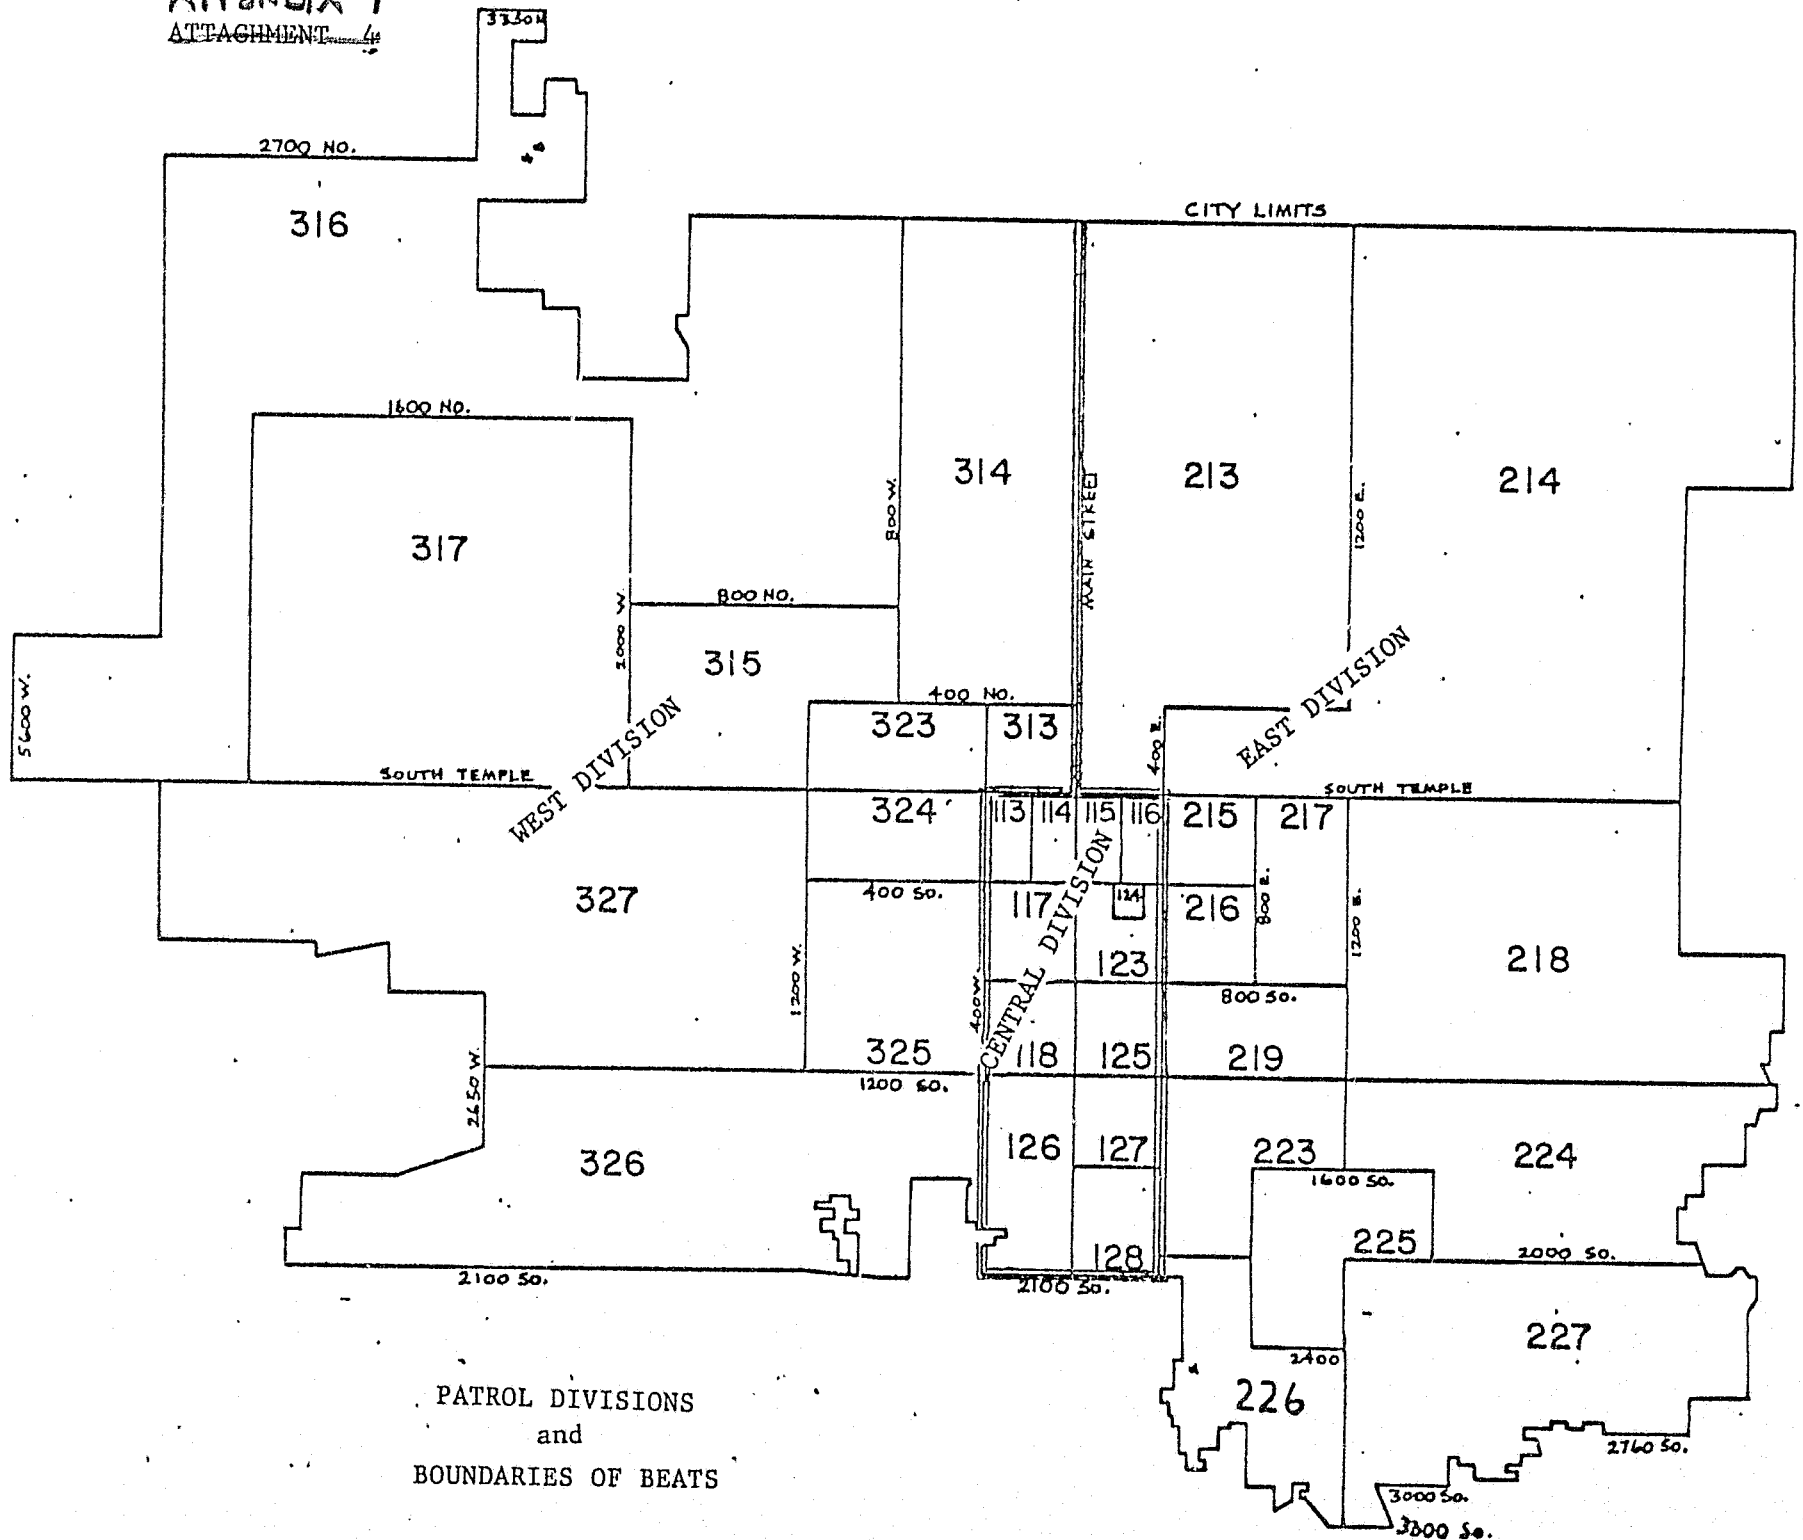 ATTACHMENT 4
3330 N
2700 NO.
316
CITY LIMITS
1600 NO.
314
213
214
800 W.
MAIN STREET
1200 E.
317
800 NO.
2000 W
315
EAST DIVISION
5600 W.
WEST DIVISION
400 NO.
323
313
400 E.
SOUTH TEMPLE
SOUTH TEMPLE
324
113
114
115
116
215
217
327
400 SO.
117
124
216
800 E.
1200 E.
CENTRAL DIVISION
1200 W.
400 W.
123
218
800 SO.
325
118
125
219
1200 SO.
2650 W.
326
126
127
223
224
1600 SO.
225
128
2000 SO.
2100 SO.
2100 SO.
227
2400
226
2760 SO.
3000 SO.
3300 So.
PATROL DIVISIONS
and
BOUNDARIES OF BEATS